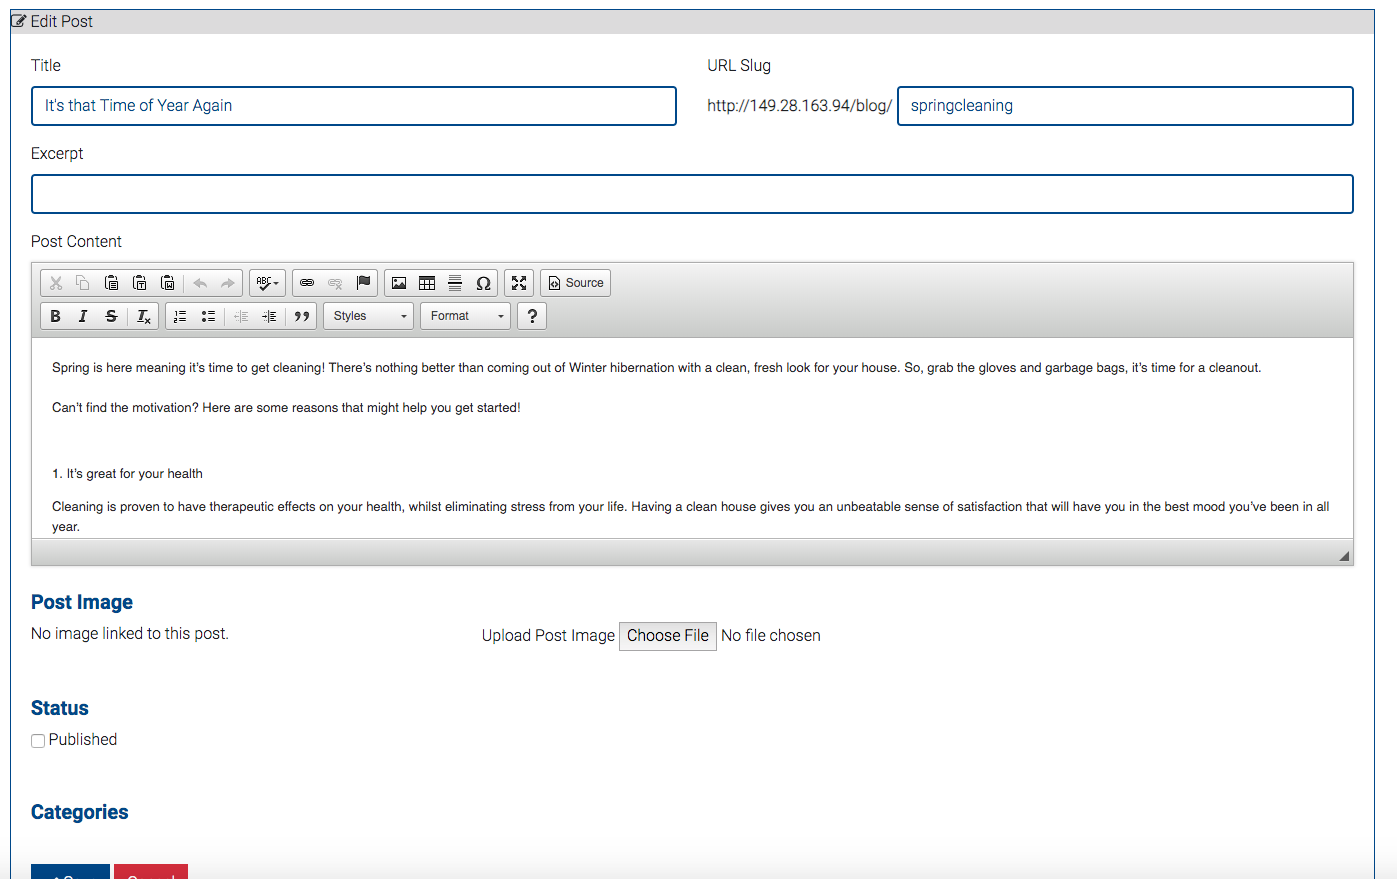 Edit Post
Title
URL Slug
It's that Time of Year Again
http://149.28.163.94/blog/ springcleaning
Excerpt
Post Content
ABC
Source
B I S Tx
Styles
Format
?
Spring is here meaning it’s time to get cleaning! There’s nothing better than coming out of Winter hibernation with a clean, fresh look for your house. So, grab the gloves and garbage bags, it’s time for a cleanout.
Can’t find the motivation? Here are some reasons that might help you get started!
1. It’s great for your health
Cleaning is proven to have therapeutic effects on your health, whilst eliminating stress from your life. Having a clean house gives you an unbeatable sense of satisfaction that will have you in the best mood you’ve been in all
year.
Post Image
No image linked to this post.
Upload Post Image Choose File No file chosen
Status
Published
Categories